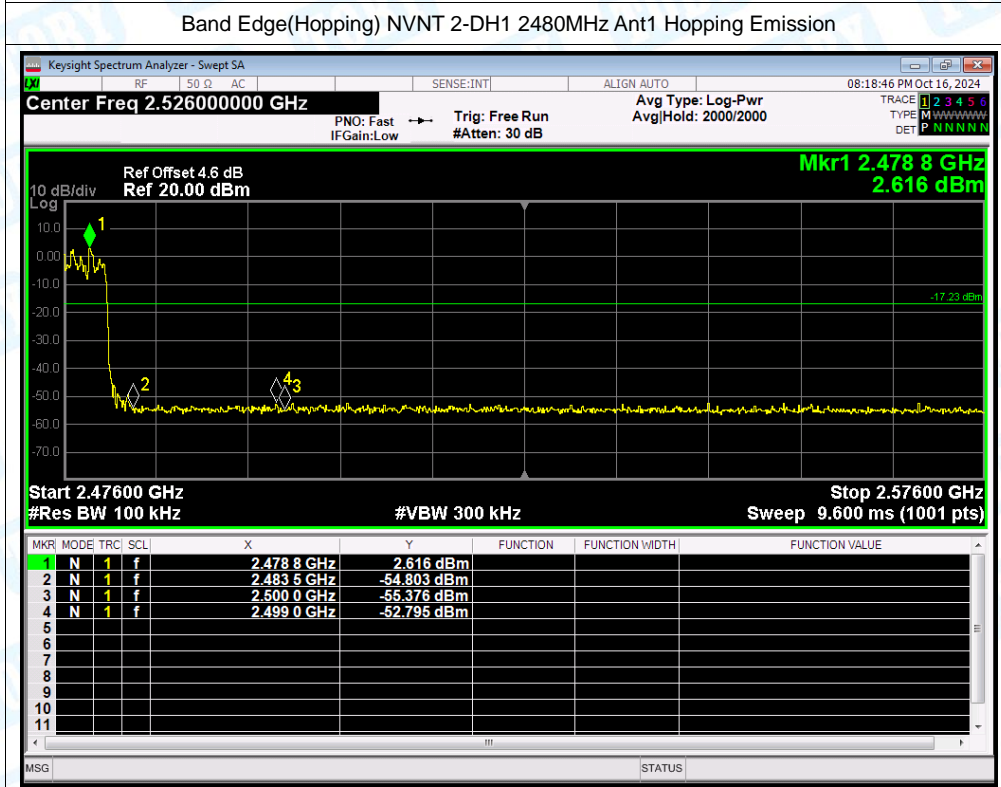 Band Edge(Hopping) NVNT 2-DH1 2480MHz Ant1 Hopping Emission
Keysight Spectrum Analyzer - Swept SA
LXI RF 50 Ω AC SENSE:INT ALIGN AUTO 08:18:46 PM Oct 16, 2024
Center Freq 2.526000000 GHz Avg Type: Log-Pwr TRACE 1 2 3 4 5 6
PNO: Fast Trig: Free Run Avg|Hold: 2000/2000 TYPE M WWWWW
IFGain:Low #Atten: 30 dB DET P N N N N N
Mkr1 2.478 8 GHz
Ref Offset 4.6 dB 2.616 dBm
10 dB/div Ref 20.00 dBm
Log
10.0
1
0.00
-10.0
-17.23 dBm
-20.0
-30.0
-40.0
2 4 3
-50.0
-60.0
-70.0
Start 2.47600 GHz Stop 2.57600 GHz
#Res BW 100 kHz #VBW 300 kHz Sweep 9.600 ms (1001 pts)
MKR MODE TRC SCL X Y FUNCTION FUNCTION WIDTH FUNCTION VALUE
1 N 1 f 2.478 8 GHz 2.616 dBm
2 N 1 f 2.483 5 GHz -54.803 dBm
3 N 1 f 2.500 0 GHz -55.376 dBm
4 N 1 f 2.499 0 GHz -52.795 dBm
5
6
7
8
9
10
11
MSG STATUS